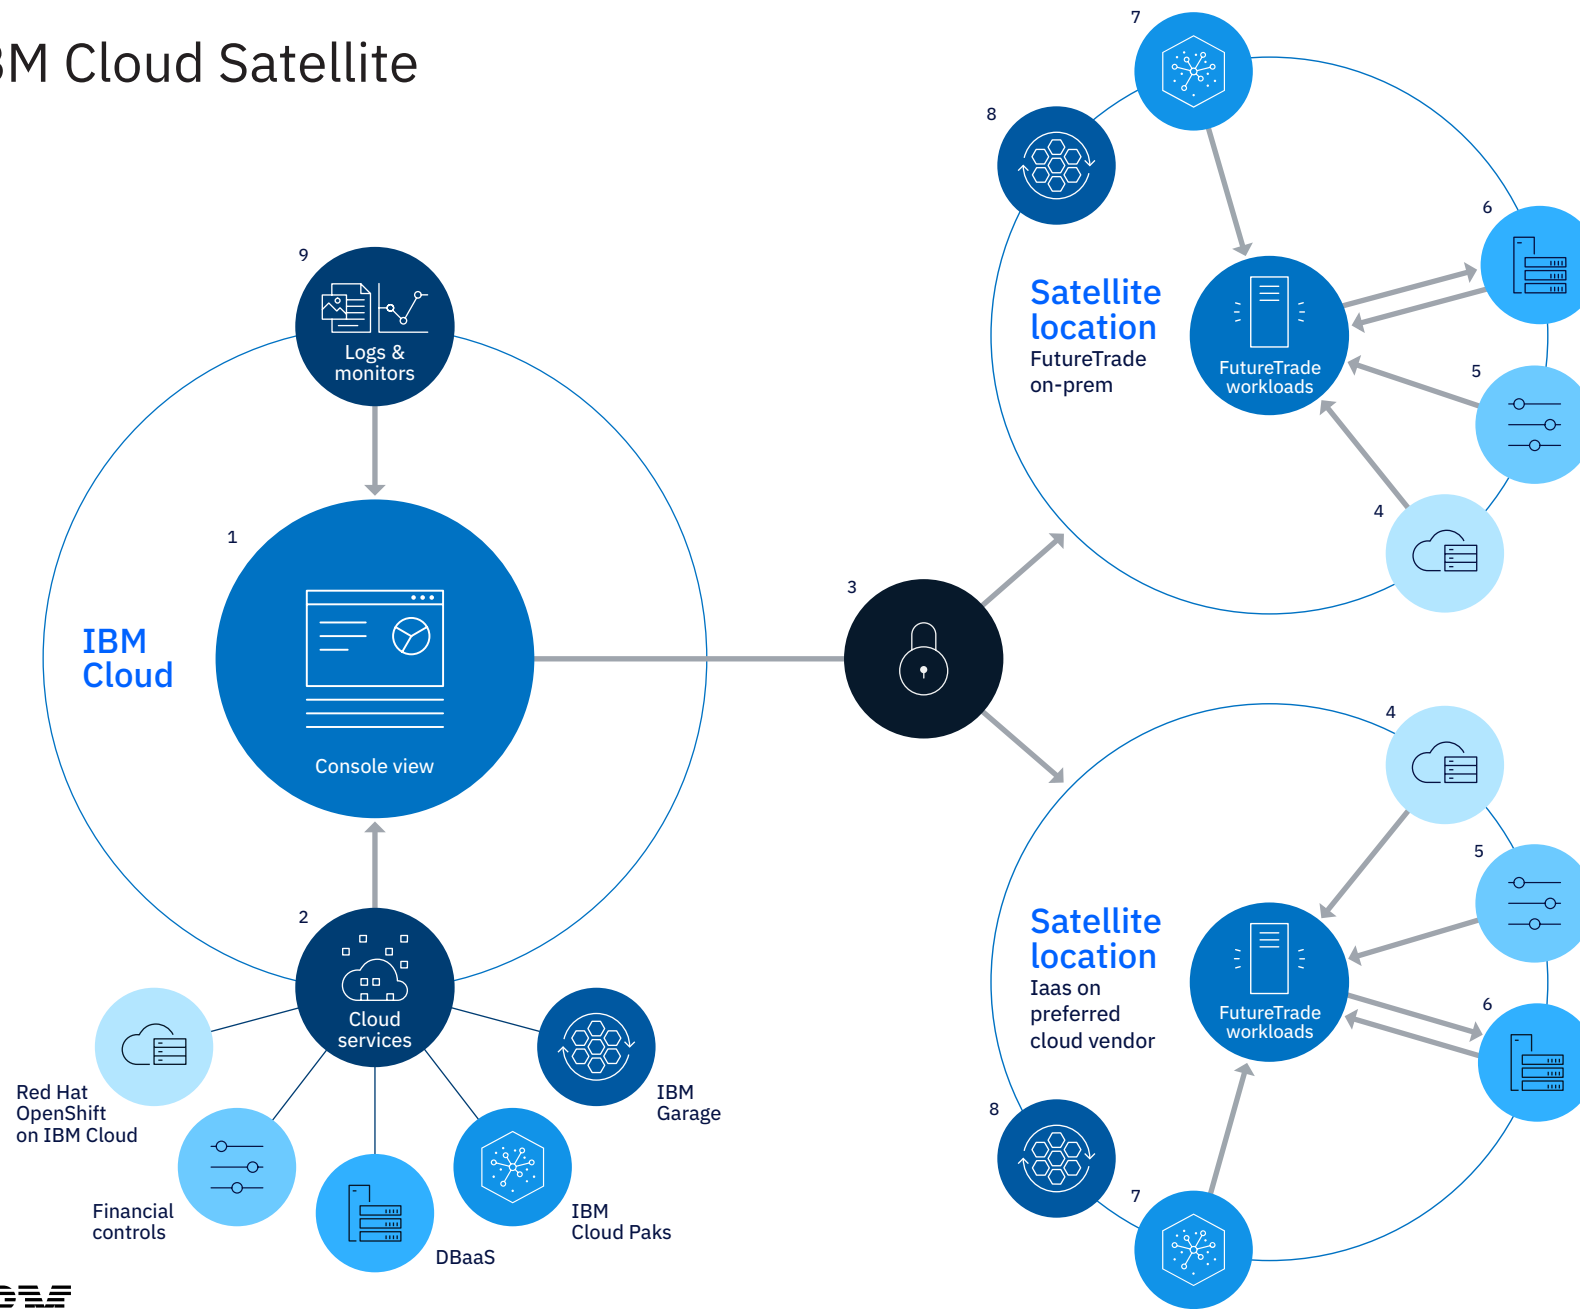 BM Cloud Satellite
7
8
6
Satellite
location
FutureTrade
on-prem
FutureTrade
workloads
5
4
9
Logs &
monitors
1
IBM
Cloud
Console view
3
2
Cloud
services
Red Hat
OpenShift
on IBM Cloud
Financial
controls
DBaaS
IBM
Cloud Paks
IBM
Garage
4
5
Satellite
location
Iaas on
preferred
cloud vendor
FutureTrade
workloads
6
8
7